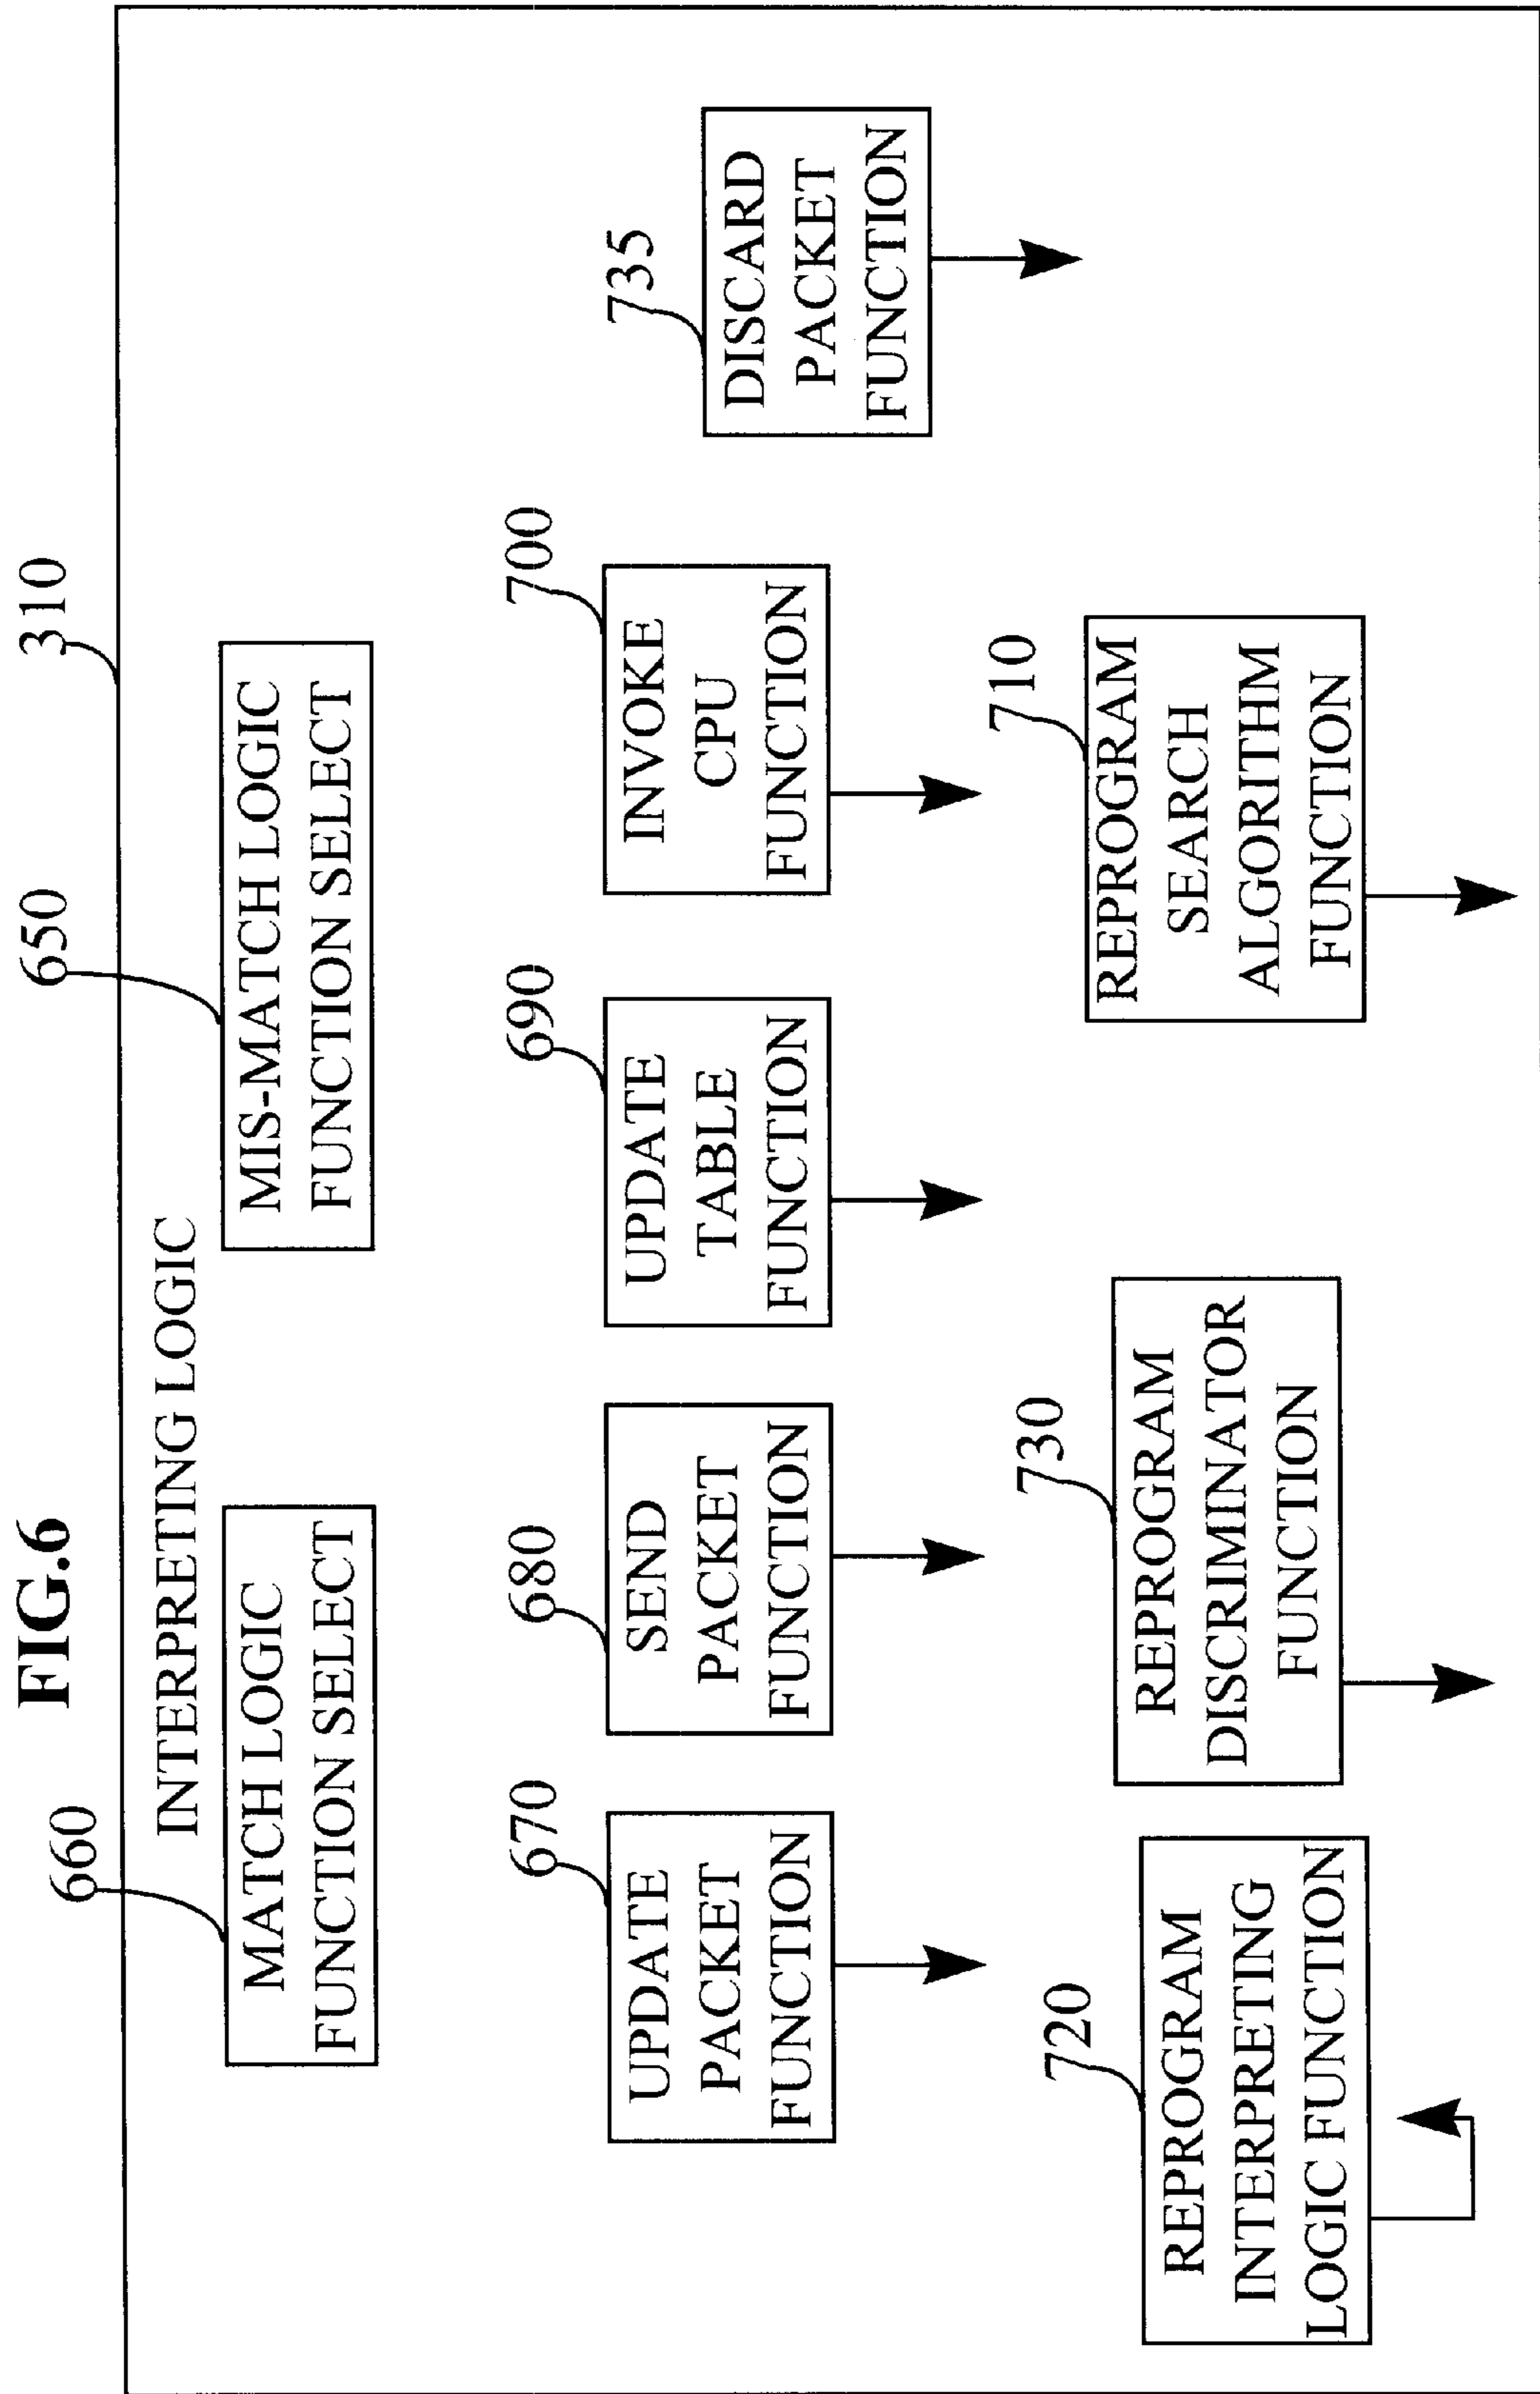 FIG.6
310
INTERPRETING LOGIC
660
MATCH LOGIC
FUNCTION SELECT
650
MIS-MATCH LOGIC
FUNCTION SELECT
670
UPDATE
PACKET
FUNCTION
680
SEND
PACKET
FUNCTION
690
UPDATE
TABLE
FUNCTION
700
INVOKE
CPU
FUNCTION
735
DISCARD
PACKET
FUNCTION
720
REPROGRAM
INTERPRETING
LOGIC FUNCTION
730
REPROGRAM
DISCRIMINATOR
FUNCTION
710
REPROGRAM
SEARCH
ALGORITHM
FUNCTION